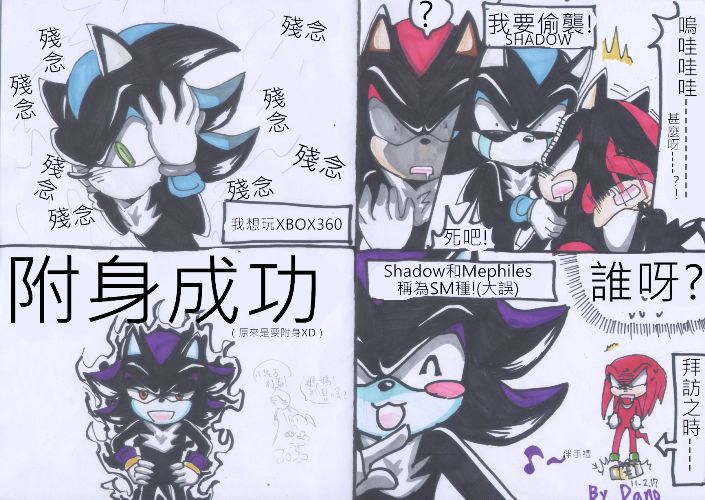 殘念
殘念
殘念
殘念
殘念
殘念
殘念
殘念
我想玩XBOX360
?
我要偷襲!
SHADOW
嗚哇哇哇
甚麼呀----?!
死吧!
附身成功
(原來是要附身XD)
Shadow和Mephiles
稱為SM種!(大誤)
誰呀?
拜訪之時----
伴手禮
11.2.17
By Dano